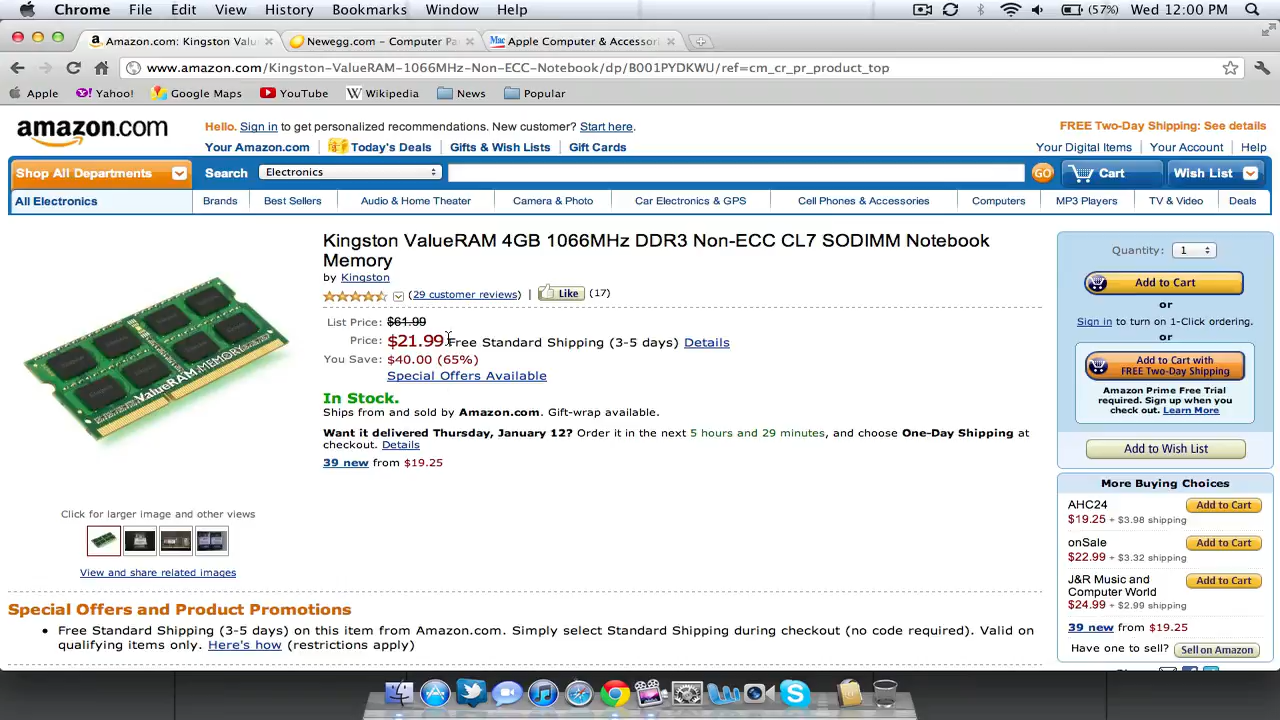 Chrome File Edit View History Bookmarks Window Help (57%) Wed 12:00 PM
Amazon.com: Kingston Valu Newegg.com - Computer Pa Apple Computer & Accessor
www.amazon.com/Kingston-ValueRAM-1066MHz-Non-ECC-Notebook/dp/B001PYDKWU/ref=cm_cr_pr_product_top
Apple Yahoo! Google Maps YouTube Wikipedia News Popular
amazon.com
Hello. Sign in to get personalized recommendations. New customer? Start here.
FREE Two-Day Shipping: See details
Your Amazon.com Today's Deals Gifts & Wish Lists Gift Cards
Your Digital Items Your Account Help
Shop All Departments Search Electronics GO Cart Wish List
All Electronics Brands Best Sellers Audio & Home Theater Camera & Photo Car Electronics & GPS Cell Phones & Accessories Computers MP3 Players TV & Video Deals
Kingston ValueRAM 4GB 1066MHz DDR3 Non-ECC CL7 SODIMM Notebook
Memory
by Kingston
(29 customer reviews) | Like (17)
List Price: $61.99
Price: $21.99 Free Standard Shipping (3-5 days) Details
You Save: $40.00 (65%)
Special Offers Available
In Stock.
Ships from and sold by Amazon.com. Gift-wrap available.
Want it delivered Thursday, January 12? Order it in the next 5 hours and 29 minutes, and choose One-Day Shipping at
checkout. Details
39 new from $19.25
ValueRAM MEMORY
Click for larger image and other views
View and share related images
Quantity: 1
Add to Cart
or
Sign in to turn on 1-Click ordering.
or
Add to Cart with
FREE Two-Day Shipping
Amazon Prime Free Trial
required. Sign up when you
check out. Learn More
Add to Wish List
More Buying Choices
AHC24 Add to Cart
$19.25 + $3.98 shipping
onSale Add to Cart
$22.99 + $3.32 shipping
J&R Music and Add to Cart
Computer World
$24.99 + $2.99 shipping
39 new from $19.25
Have one to sell? Sell on Amazon
Special Offers and Product Promotions
Free Standard Shipping (3-5 days) on this item from Amazon.com. Simply select Standard Shipping during checkout (no code required). Valid on
qualifying items only. Here's how (restrictions apply)